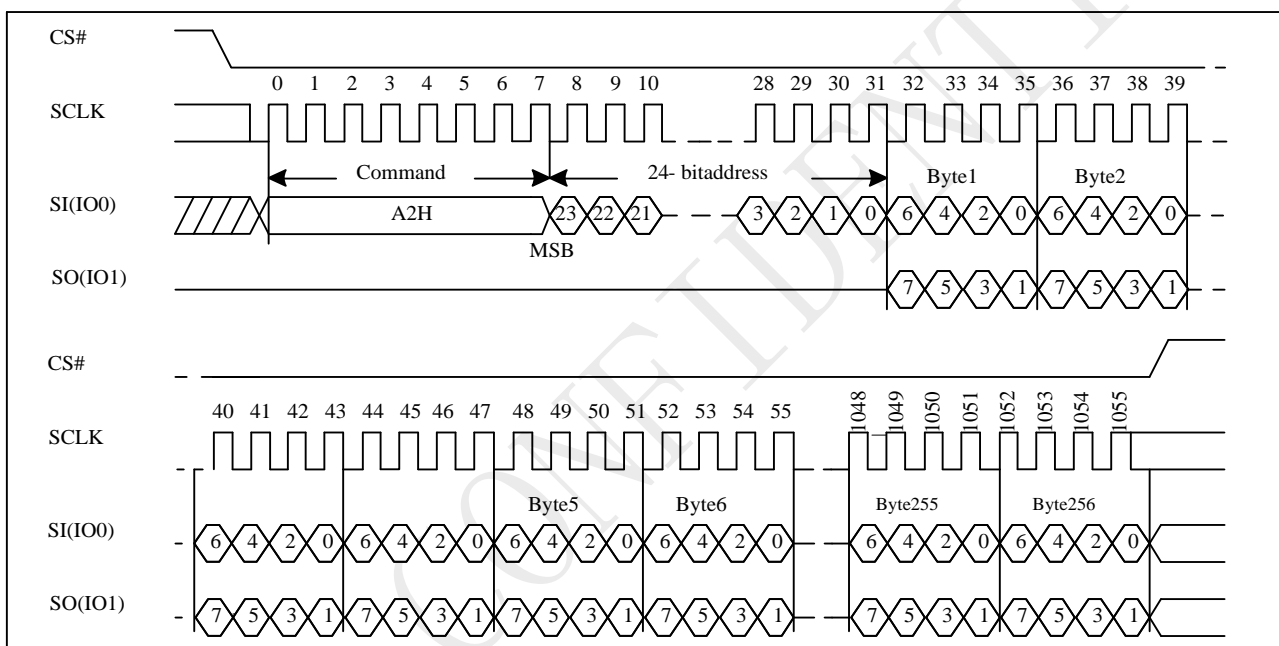 CS#
0 1 2 3 4 5 6 7 8 9 10 28 29 30 31 32 33 34 35 36 37 38 39
SCLK
Command 24- bitaddress Byte1 Byte2
SI(IO0) A2H 23 22 21 3 2 1 0 6 4 2 0 6 4 2 0
MSB
SO(IO1) 7 5 3 1 7 5 3 1
CS#
40 41 42 43 44 45 46 47 48 49 50 51 52 53 54 55 1048 1049 1050 1051 1052 1053 1054 1055
SCLK
Byte5 Byte6 Byte255 Byte256
SI(IO0) 6 4 2 0 6 4 2 0 6 4 2 0 6 4 2 0 6 4 2 0 6 4 2 0
SO(IO1) 7 5 3 1 7 5 3 1 7 5 3 1 7 5 3 1 7 5 3 1 7 5 3 1
CONFIDENT